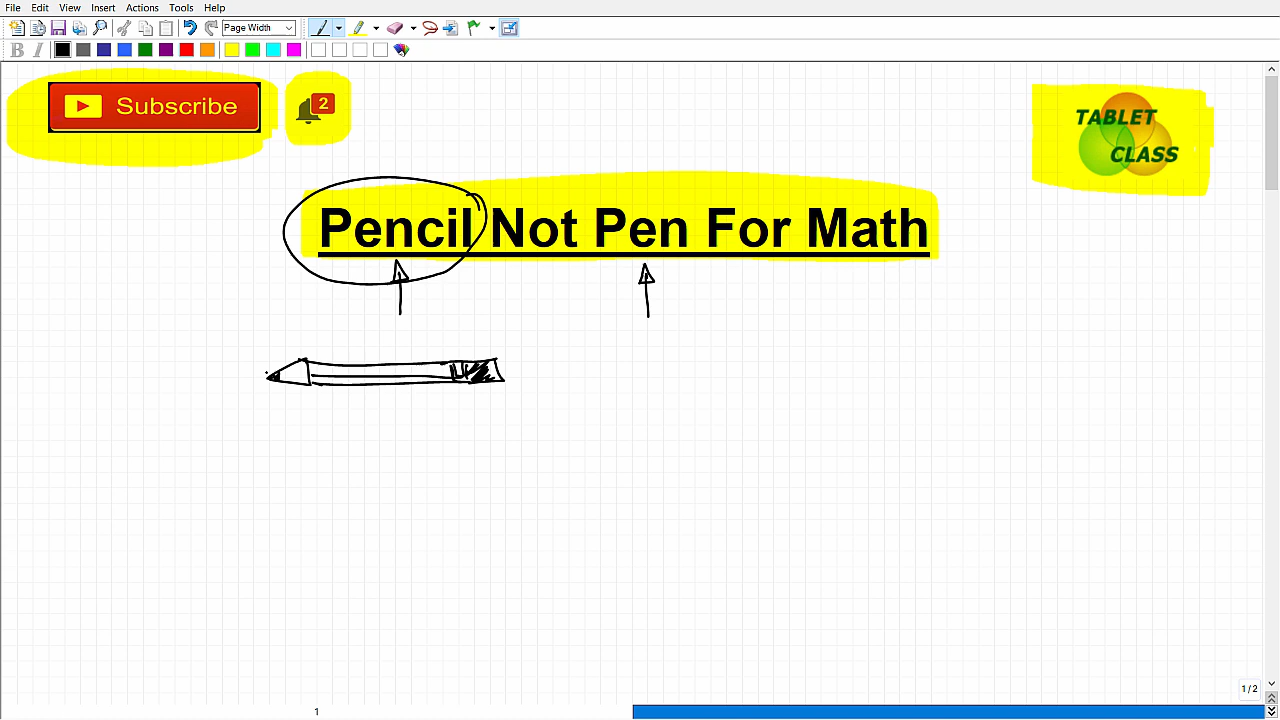 File Edit View Insert Actions Tools Help
Page Width
B I
Subscribe
2
TABLET
CLASS
Pencil Not Pen For Math
1/2
1